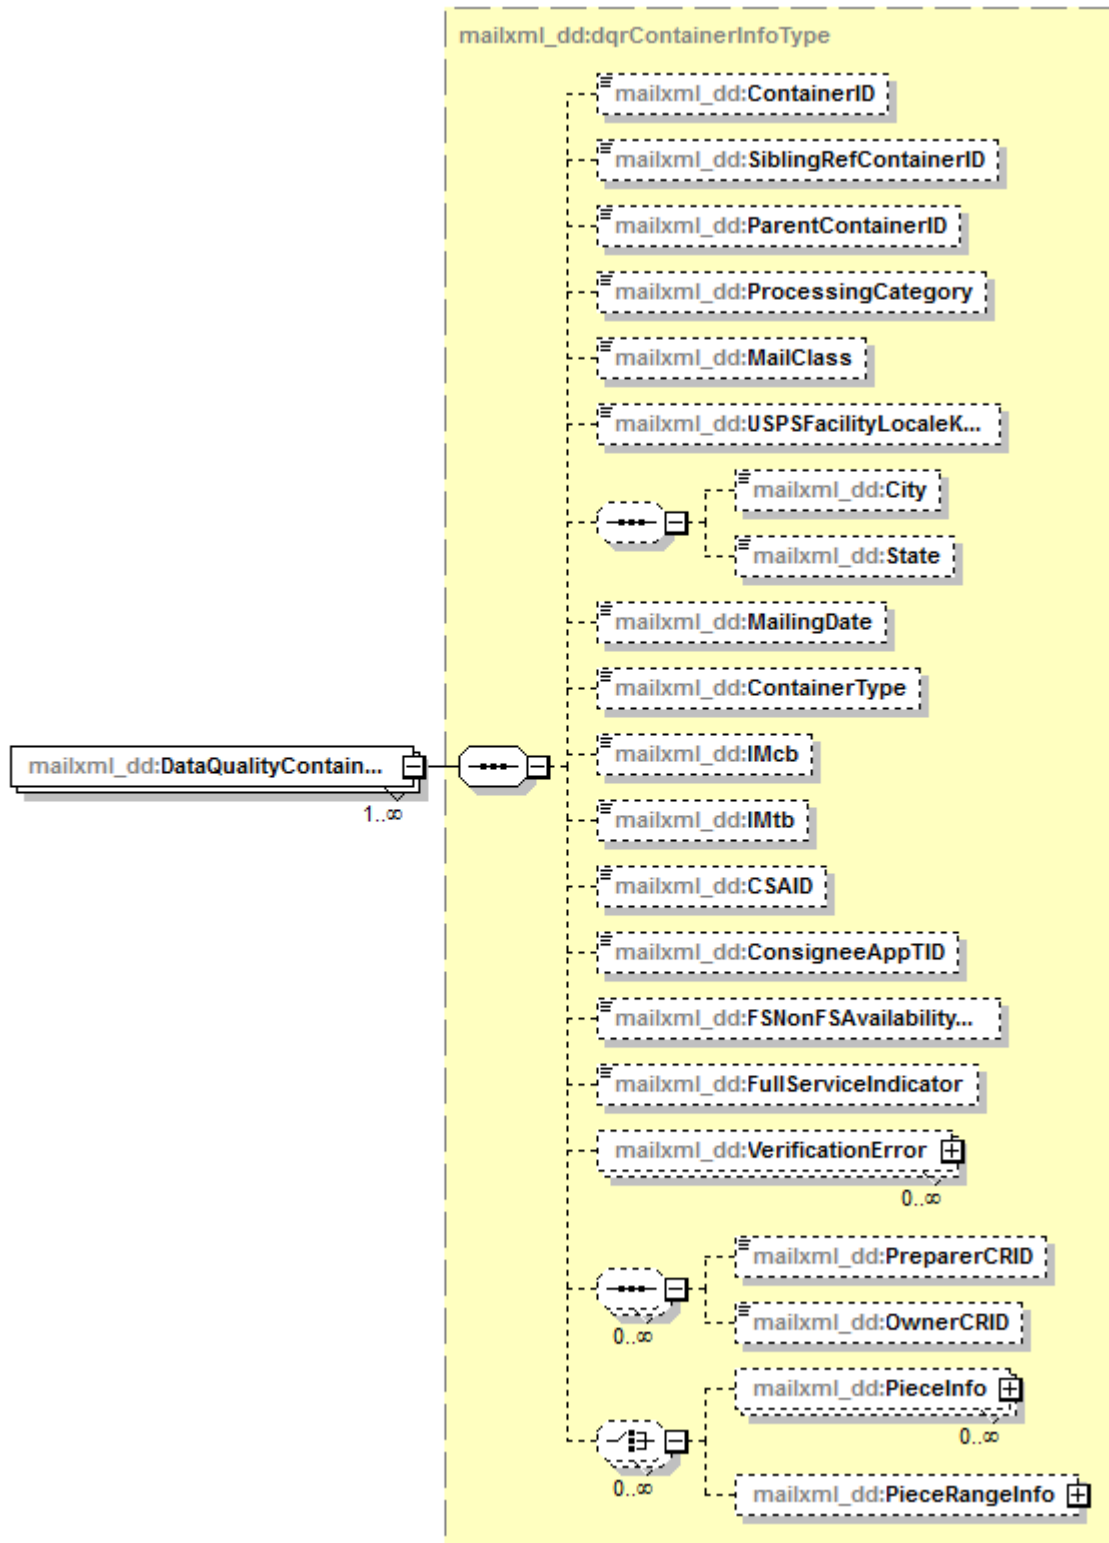 mailxml_dd:dqrContainerInfoType
mailxml_dd:ContainerID
mailxml_dd:SiblingRefContainerID
mailxml_dd:ParentContainerID
mailxml_dd:ProcessingCategory
mailxml_dd:MailClass
mailxml_dd:USPSFacilityLocaleK...
mailxml_dd:City
mailxml_dd:State
mailxml_dd:MailingDate
mailxml_dd:ContainerType
mailxml_dd:IMcb
mailxml_dd:DataQualityContain...
1..∞
mailxml_dd:IMtb
mailxml_dd:CSAID
mailxml_dd:ConsigneeAppTID
mailxml_dd:FSNonFSAvailability...
mailxml_dd:FullServiceIndicator
mailxml_dd:VerificationError
0..∞
mailxml_dd:PreparerCRID
mailxml_dd:OwnerCRID
0..∞
mailxml_dd:PieceInfo
0..∞
mailxml_dd:PieceRangeInfo
0..∞